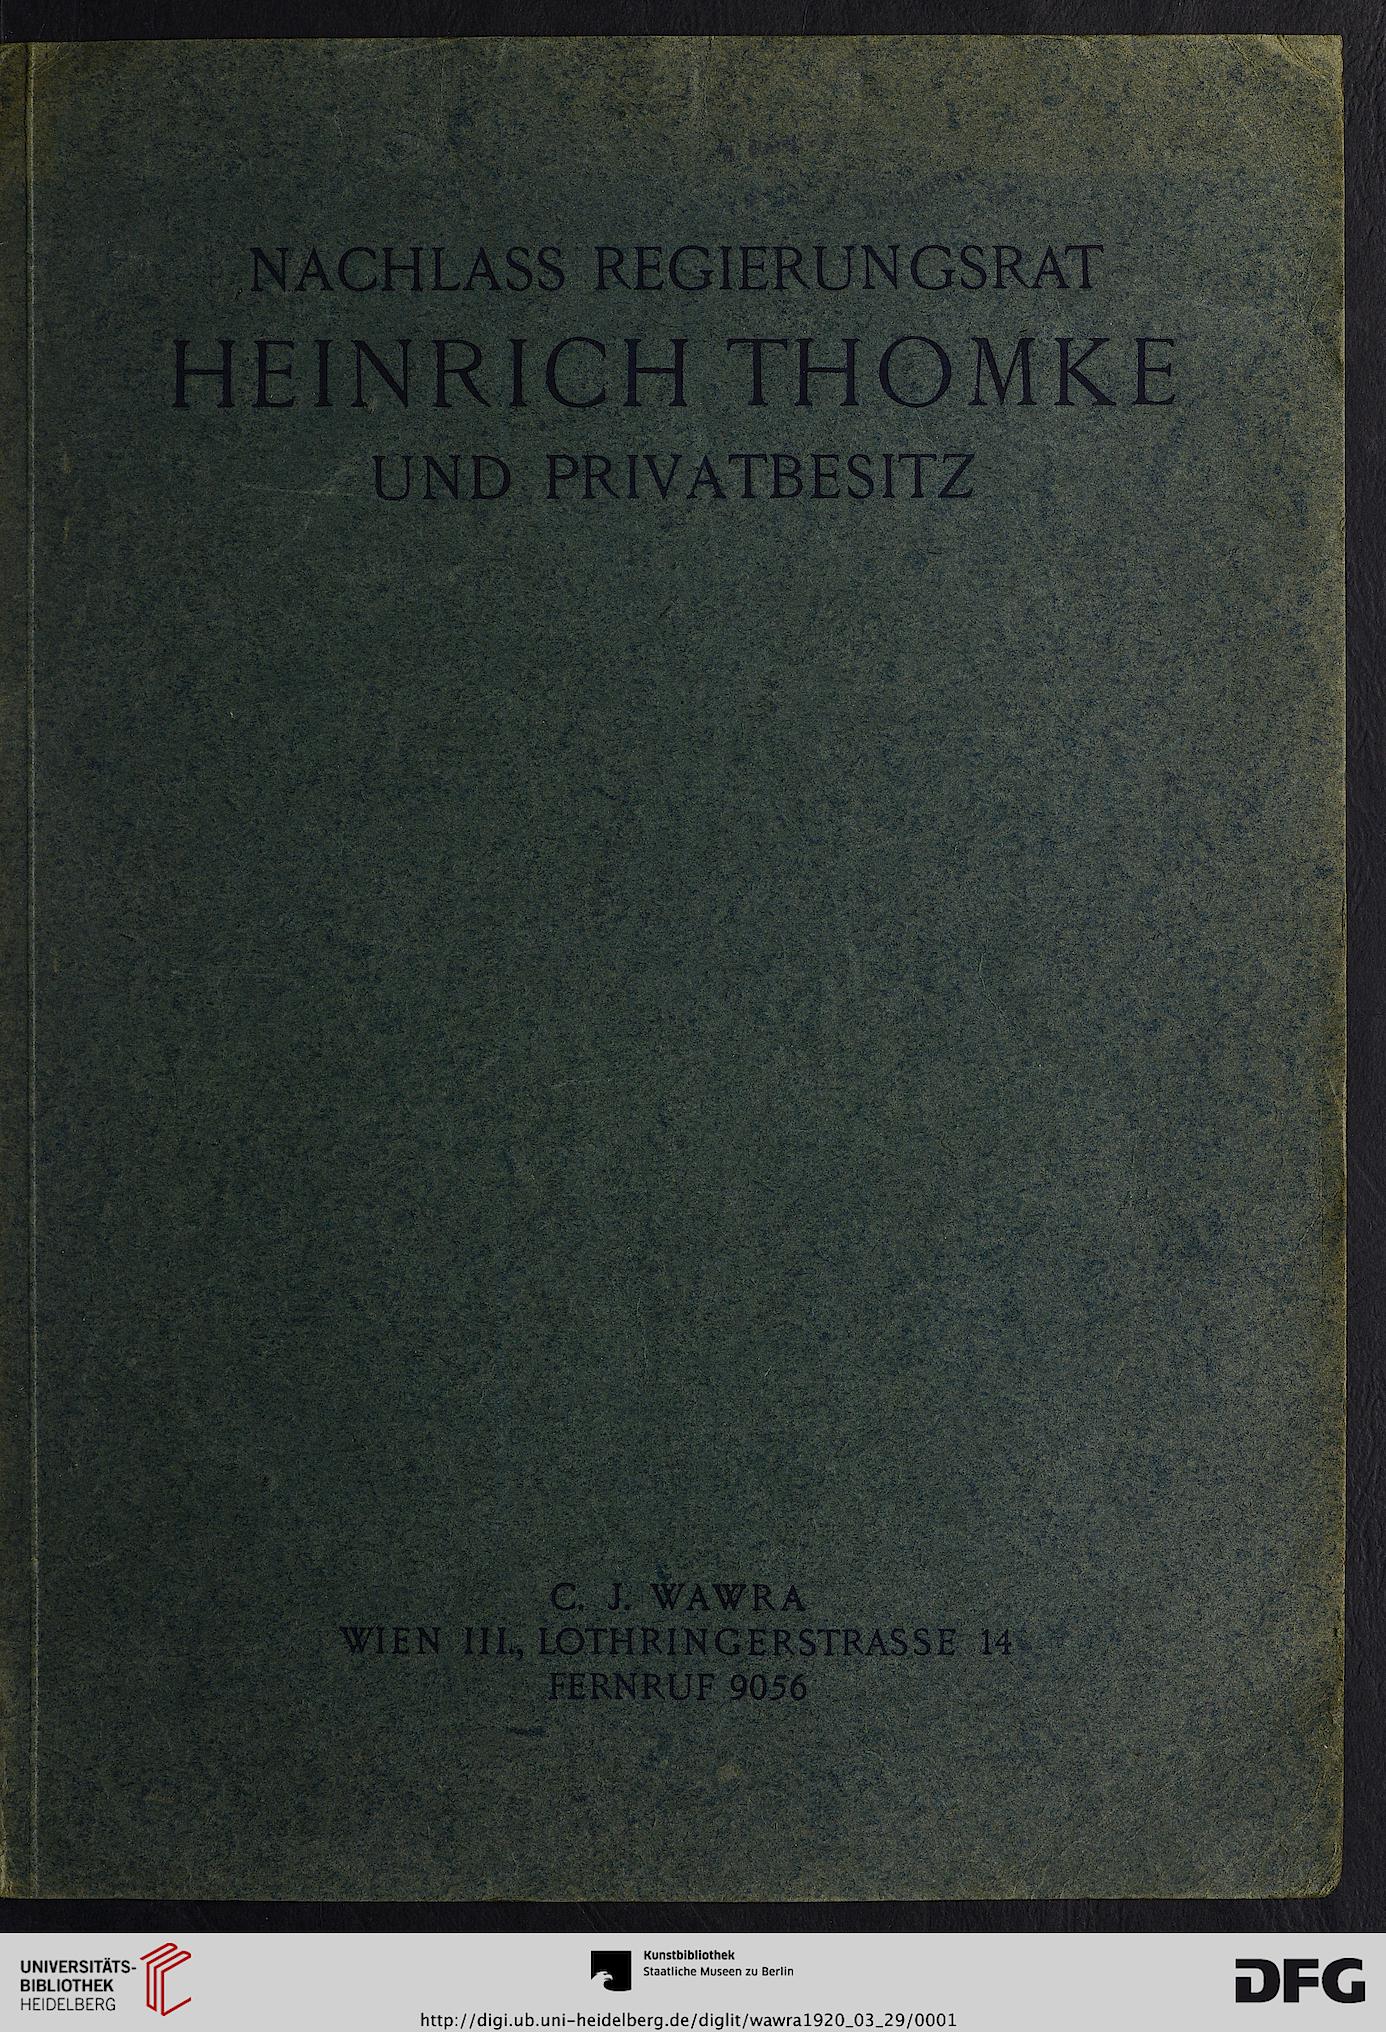 NACHLASS REGIERUNGSRAT
HEINRICH THOMKE
UND PRIVATBESITZ
C. J. WAWRA
WIEN III., LOTHRINGERSTRASSE 14
FERNRUF 9056
UNIVERSITÄTS-
BIBLIOTHEK
HEIDELBERG
Kunstbibliothek
Staatliche Museen zu Berlin
DFG
http://digi.ub.uni-heidelberg.de/diglit/wawra1920_03_29/0001